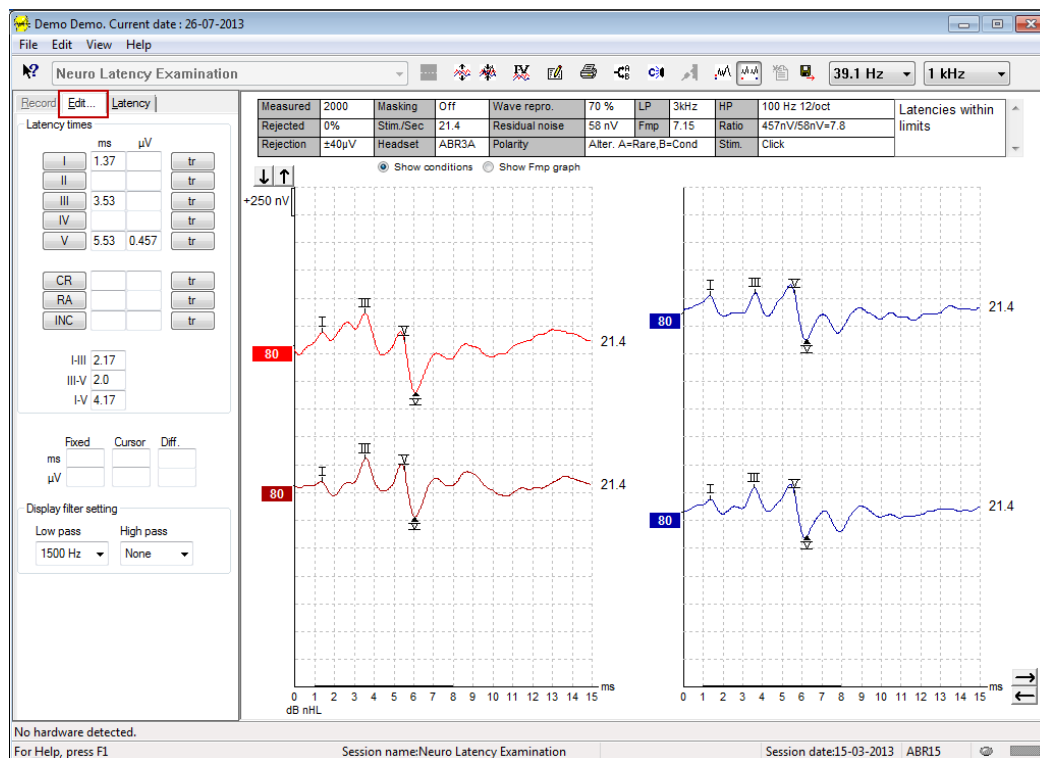 Demo Demo. Current date : 26-07-2013
File Edit View Help
Neuro Latency Examination 39.1 Hz 1 kHz
Record Edit... Latency
Latency times
ms µV
I 1.37 tr
II tr
III 3.53 tr
IV tr
V 5.53 0.457 tr
CR tr
RA tr
INC tr
I-III 2.17
III-V 2.0
I-V 4.17
Fixed Cursor Diff.
ms
µV
Display filter setting
Low pass High pass
1500 Hz None
Measured 2000 Masking Off Wave repro. 70 % LP 3kHz HP 100 Hz 12/oct
Rejected 0% Stim./Sec 21.4 Residual noise 58 nV Fmp 7.15 Ratio 457nV/58nV=7.8
Rejection ±40µV Headset ABR3A Polarity Alter. A=Rare,B=Cond Stim. Click
Latencies within
limits
Show conditions Show Fmp graph
+250 nV
I III V
80 21.4
I III V
80 21.4
0 1 2 3 4 5 6 7 8 9 10 11 12 13 14 15 ms
dB nHL
I III V
80 21.4
I III V
80 21.4
0 1 2 3 4 5 6 7 8 9 10 11 12 13 14 15 ms
No hardware detected.
For Help, press F1 Session name:Neuro Latency Examination Session date:15-03-2013 ABR15